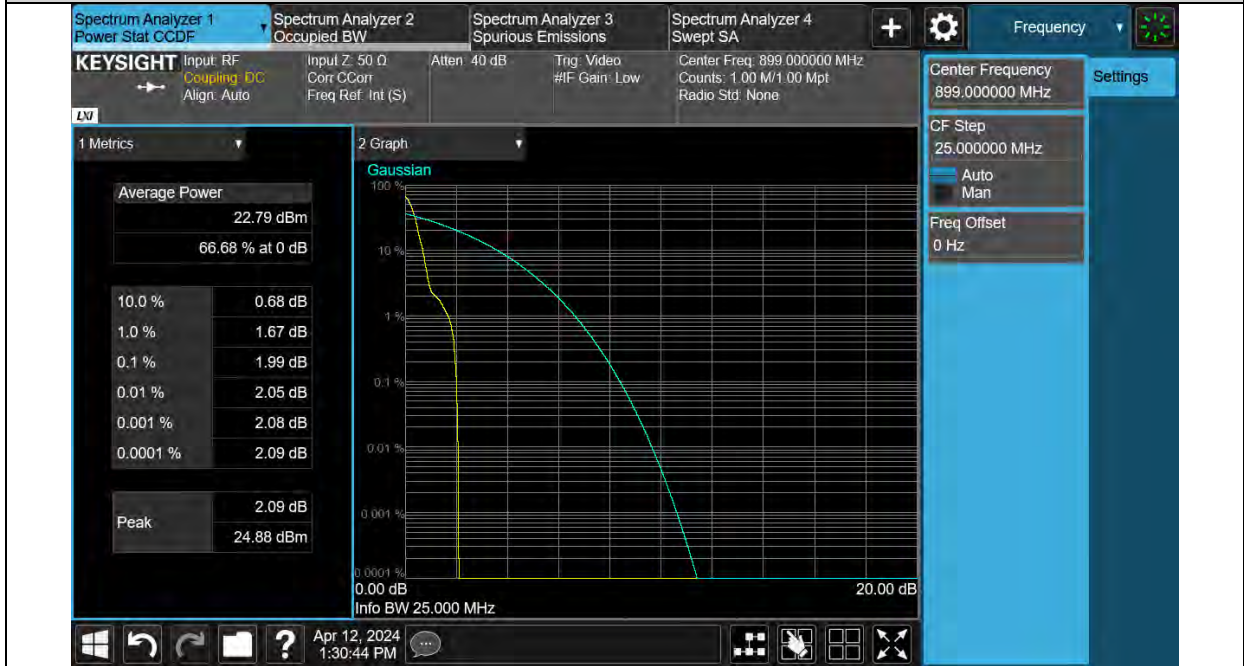 Spectrum Analyzer 1
Power Stat CCDF
Spectrum Analyzer 2
Occupied BW
Spectrum Analyzer 3
Spurious Emissions
Spectrum Analyzer 4
Swept SA
Frequency
KEYSIGHT
LXI
Input: RF
Coupling: DC
Align: Auto
Input Z: 50 Ω
Corr CCorr
Freq Ref: Int (S)
Atten: 40 dB
Trig: Video
#IF Gain: Low
Center Freq: 899.000000 MHz
Counts: 1.00 M/1.00 Mpt
Radio Std: None
Center Frequency
899.000000 MHz
Settings
CF Step
25.000000 MHz
Auto
Man
Freq Offset
0 Hz
1 Metrics
Average Power
22.79 dBm
66.68 % at 0 dB
10.0 % 0.68 dB
1.0 % 1.67 dB
0.1 % 1.99 dB
0.01 % 2.05 dB
0.001 % 2.08 dB
0.0001 % 2.09 dB
Peak
2.09 dB
24.88 dBm
2 Graph
Gaussian
100 %
10 %
1 %
0.1 %
0.01 %
0.001 %
0.0001 %
0.00 dB
20.00 dB
Info BW 25.000 MHz
?
Apr 12, 2024
1:30:44 PM